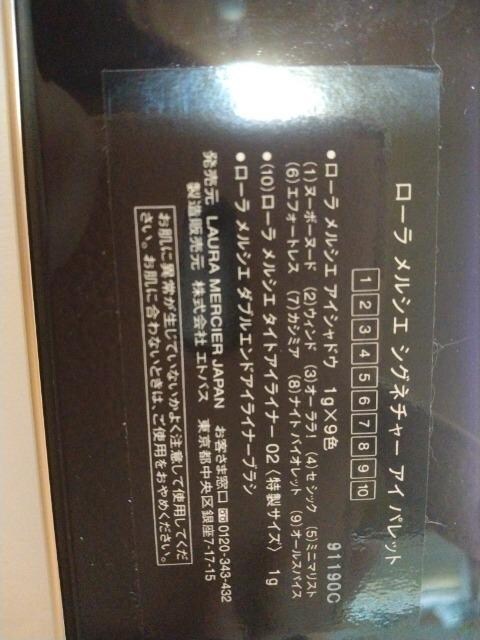 ローラ メルシエ シグネチャー アイ パレット
1 2 3 4 5 6 7 8 9 10
91190C
●ローラ メルシエ アイシャドウ 1g×9色
(1)ヌーボーヌード (2)ウィンド (3)オーララ! (4)セ シック (5)ミニマリスト
(6)エフォートレス (7)カシミア (8)ナイトバイオレット (9)オールスパイス
●(10)ローラ メルシエ タイトアイライナー 02〈特製サイズ〉 1g
●ローラ メルシエ ダブルエンドアイライナーブラシ
発売元 LAURA MERCIER JAPAN お客さま窓口 0120-343-432
製造販売元 株式会社 エトバス 東京都中央区銀座7-17-15
お肌に異常が生じていないかよく注意して使用してくだ
さい。お肌に合わないときは、ご使用をおやめください。